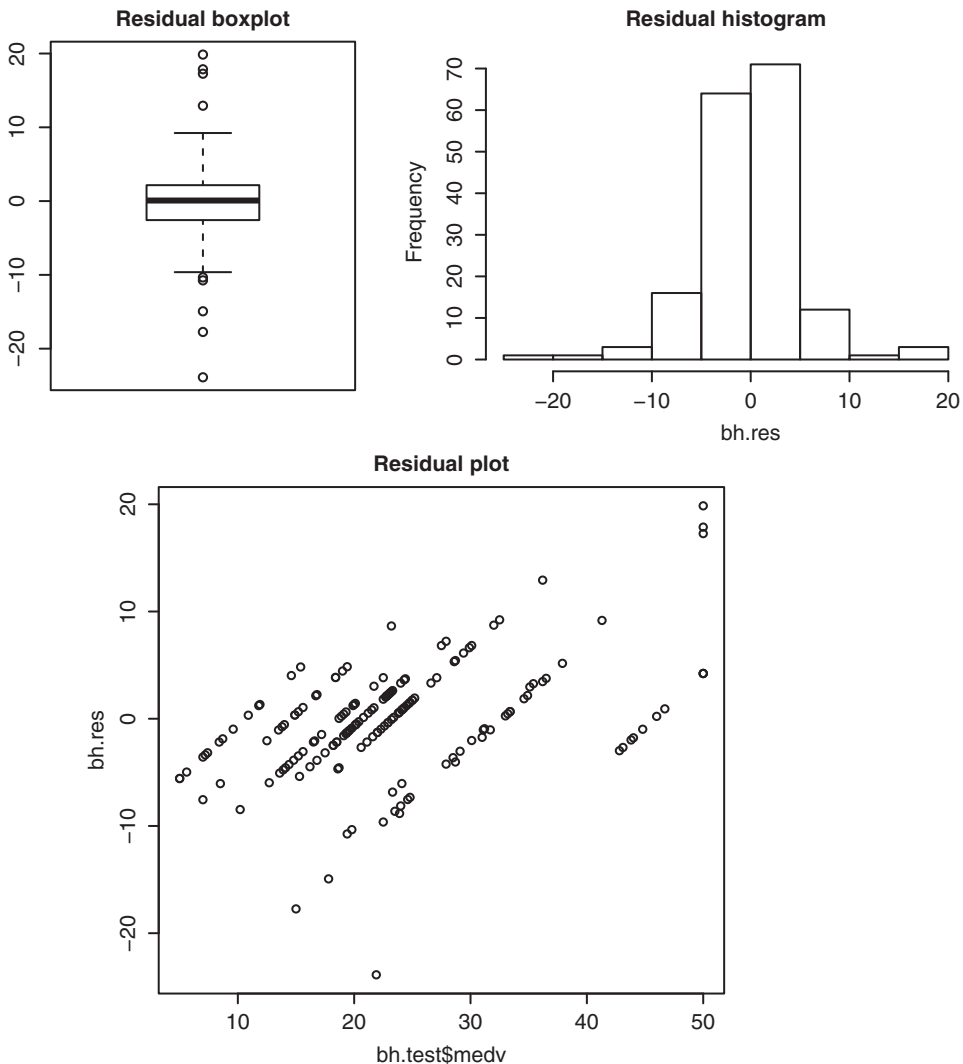 Residual boxplot
20
10
0
−10
−20
Residual histogram
Frequency
70
60
50
40
30
20
10
0
−20 −10 0 10 20
bh.res
Residual plot
bh.res
20
10
0
−10
−20
10 20 30 40 50
bh.test$medv